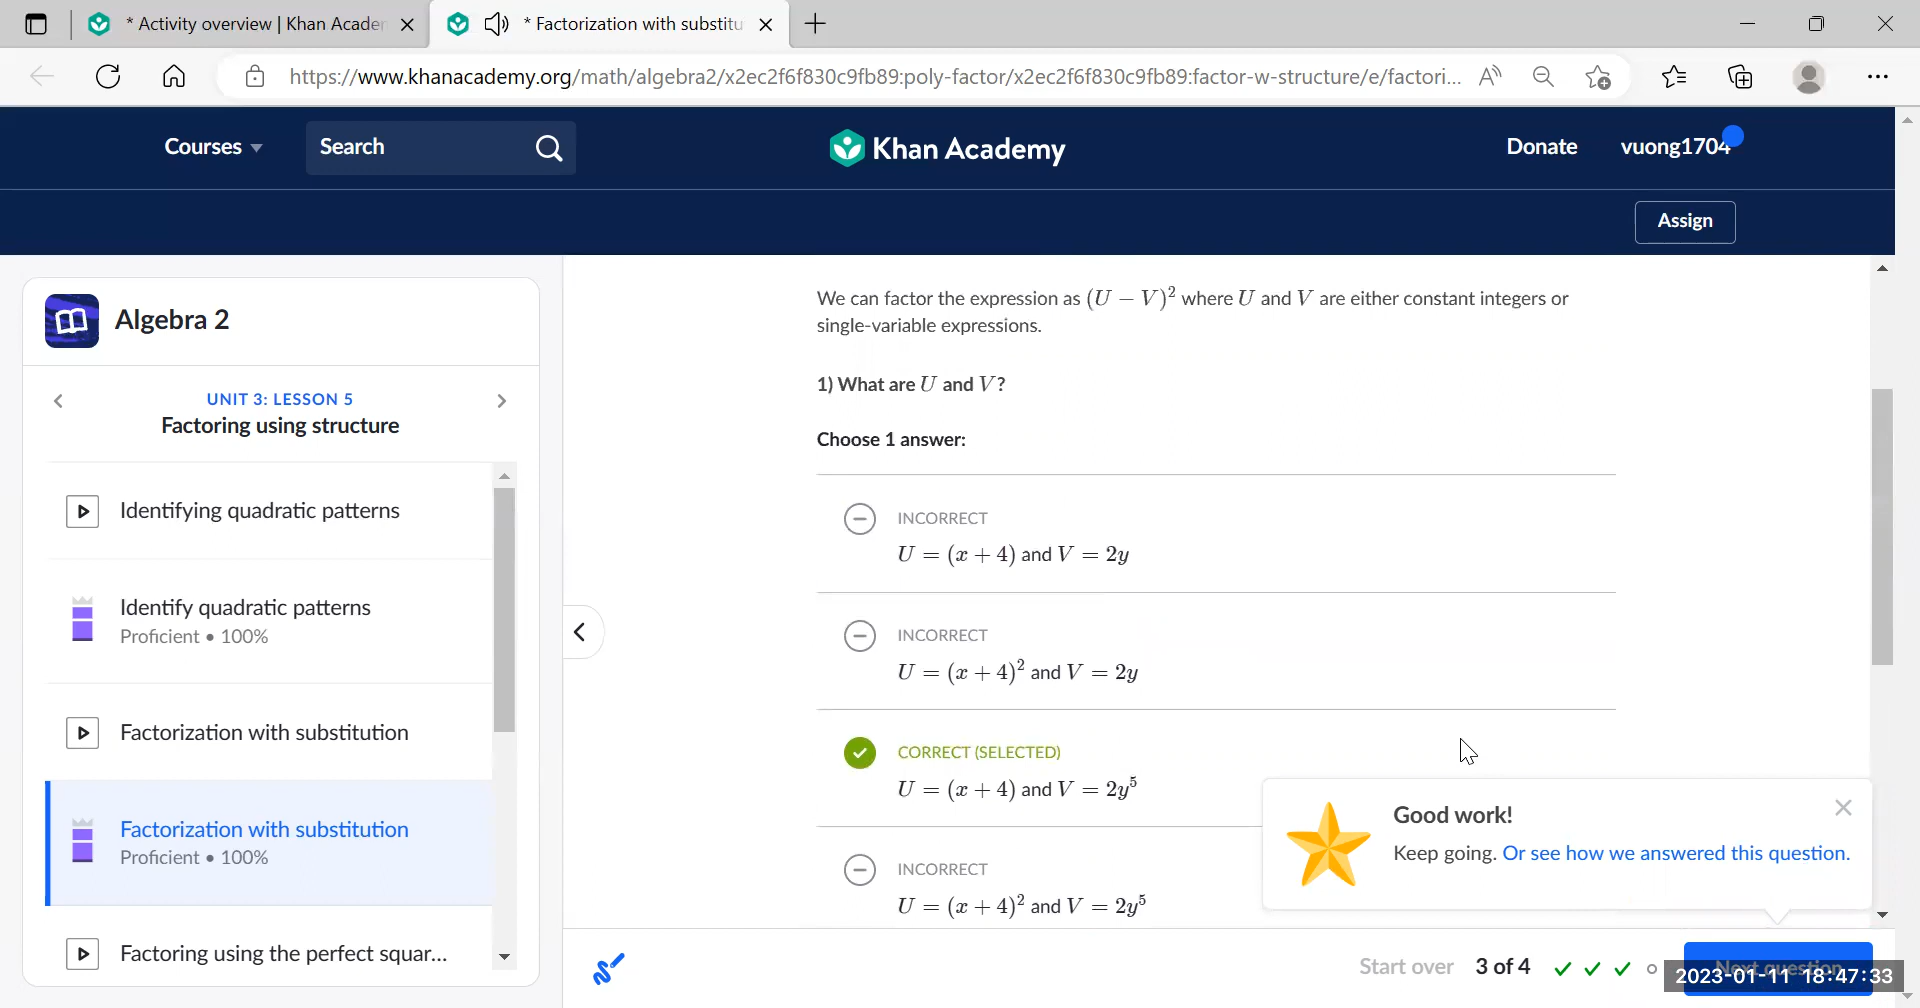 * Activity overview | Khan Acader
* Factorization with substitu
https://www.khanacademy.org/math/algebra2/x2ec2f6f830c9fb89:poly-factor/x2ec2f6f830c9fb89:factor-w-structure/e/factori...
Courses
Search
Khan Academy
Donate
vuong1704
Assign
Algebra 2
UNIT 3: LESSON 5
Factoring using structure
Identifying quadratic patterns
Identify quadratic patterns
Proficient • 100%
Factorization with substitution
Factorization with substitution
Proficient • 100%
Factoring using the perfect squar...
We can factor the expression as (U − V)² where U and V are either constant integers or
single-variable expressions.
1) What are U and V?
Choose 1 answer:
INCORRECT
U = (x + 4) and V = 2y
INCORRECT
U = (x + 4)² and V = 2y
CORRECT (SELECTED)
U = (x + 4) and V = 2y⁵
INCORRECT
U = (x + 4)² and V = 2y⁵
Good work!
Keep going. Or see how we answered this question.
Start over
3 of 4
Next question
2023-01-11 18:47:33